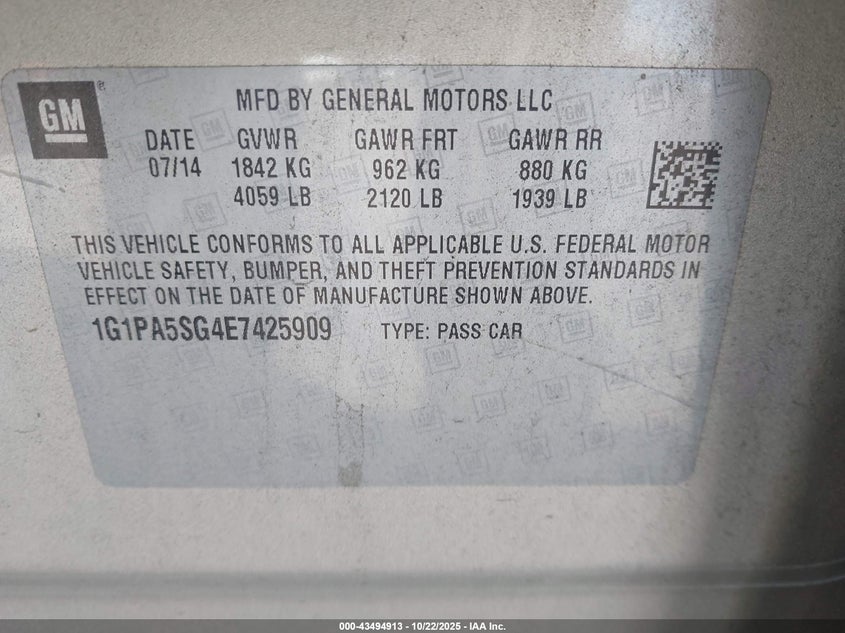 GM
MFD BY GENERAL MOTORS LLC
DATE GVWR GAWR FRT GAWR RR
07/14 1842 KG 962 KG 880 KG
4059 LB 2120 LB 1939 LB
THIS VEHICLE CONFORMS TO ALL APPLICABLE U.S. FEDERAL MOTOR
VEHICLE SAFETY, BUMPER, AND THEFT PREVENTION STANDARDS IN
EFFECT ON THE DATE OF MANUFACTURE SHOWN ABOVE.
1G1PA5SG4E7425909 TYPE: PASS CAR
000-43494913 - 10/22/2025 - IAA Inc.